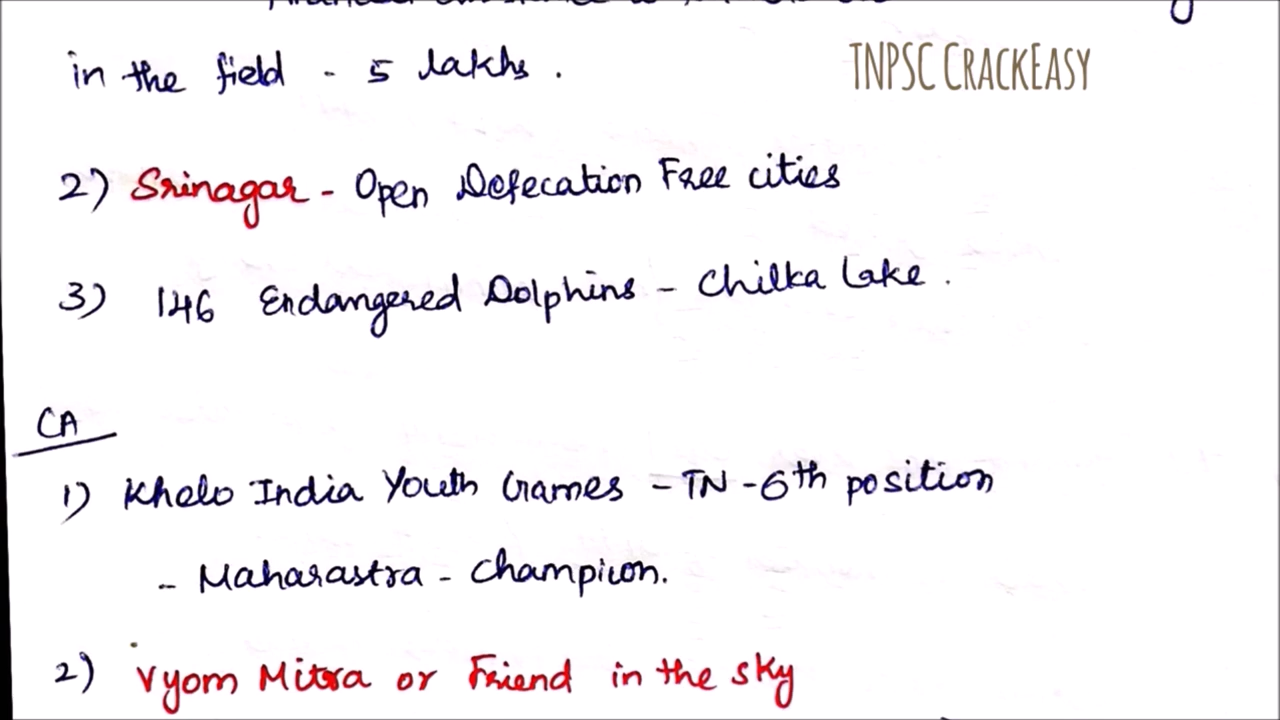 in the field - 5 lakhs.
TNPSC CRACKEASY
2) Srinagar - Open Defecation Free cities
3) 146 Endangered Dolphins - Chilka Lake.
CA
1) Khelo India Youth Games - TN - 6th position
- Maharastra - Champion.
2) Vyom Mitra or Friend in the sky